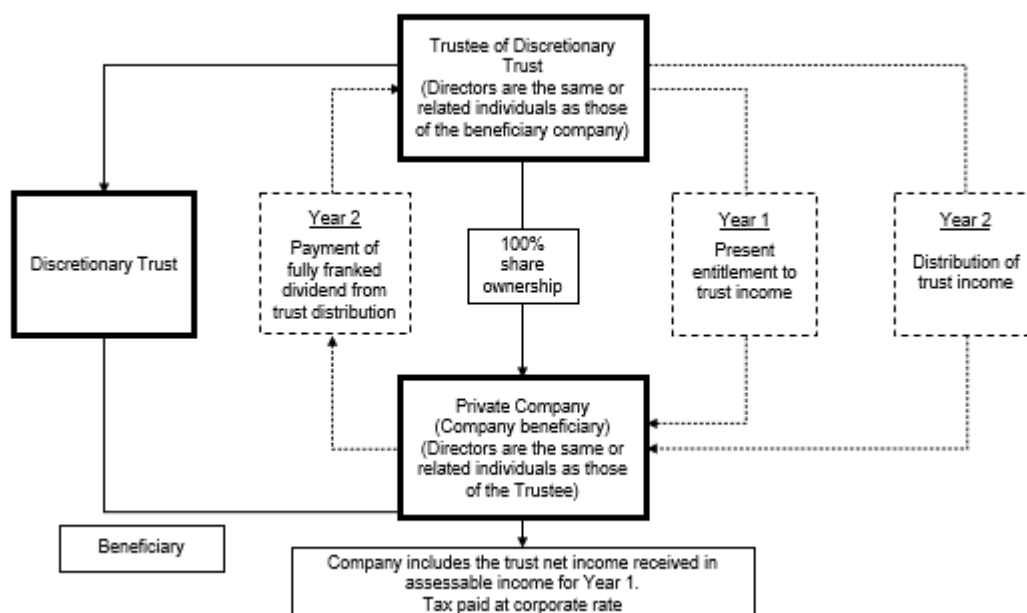 Trustee of Discretionary
Trust
(Directors are the same or
related individuals as those
of the beneficiary company)
Discretionary Trust
Year 2
Payment of
fully franked
dividend from
trust distribution
100%
share
ownership
Year 1
Present
entitlement to
trust income
Year 2
Distribution of
trust income
Private Company
(Company beneficiary)
(Directors are the same or
related individuals as those
of the Trustee)
Beneficiary
Company includes the trust net income received in
assessable income for Year 1.
Tax paid at corporate rate